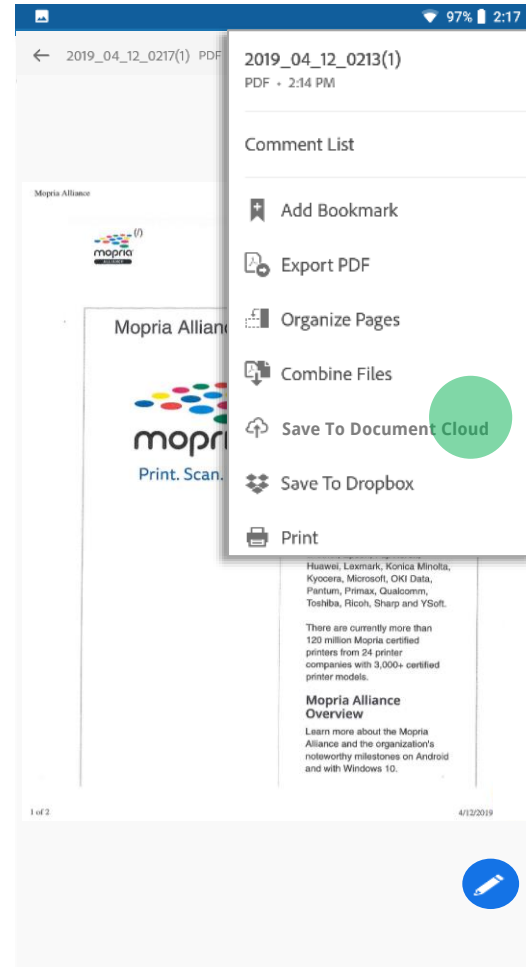 97% 2:17
2019_04_12_0217(1) PDF
2019_04_12_0213(1)
PDF • 2:14 PM
Comment List
Add Bookmark
Export PDF
Organize Pages
Combine Files
Save To Document Cloud
Save To Dropbox
Print
Mopria Alliance
(/)
mopria
ALLIANCE
Mopria Allian
mopri
Print. Scan.
Huawei, Lexmark, Konica Minolta,
Kyocera, Microsoft, OKI Data,
Pantum, Primax, Qualcomm,
Toshiba, Ricoh, Sharp and YSoft.
There are currently more than
120 million Mopria certified
printers from 24 printer
companies with 3,000+ certified
printer models.
Mopria Alliance
Overview
Learn more about the Mopria
Alliance and the organization's
noteworthy milestones on Android
and with Windows 10.
1 of 2
4/12/2019